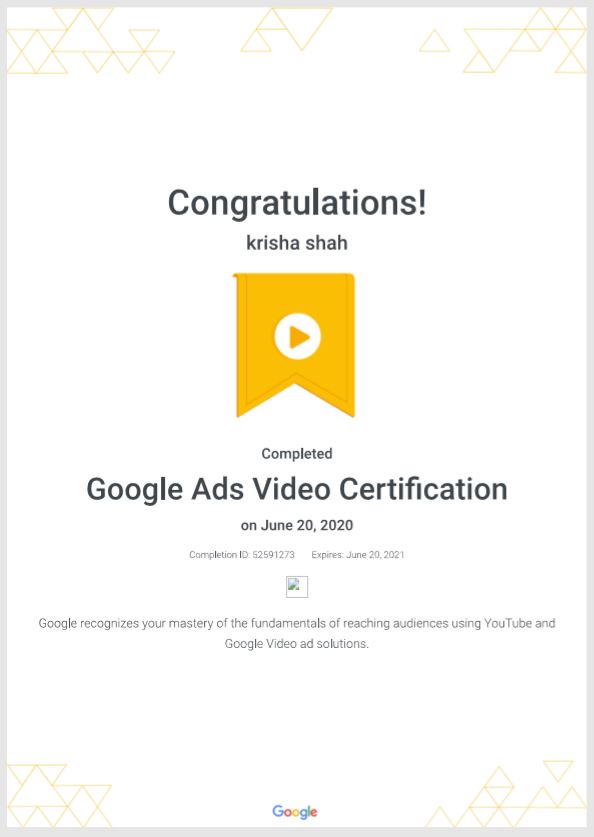 Congratulations!
krisha shah
Completed
Google Ads Video Certification
on June 20, 2020
Completion ID: 52591273 Expires: June 20, 2021
Google recognizes your mastery of the fundamentals of reaching audiences using YouTube and
Google Video ad solutions.
Google